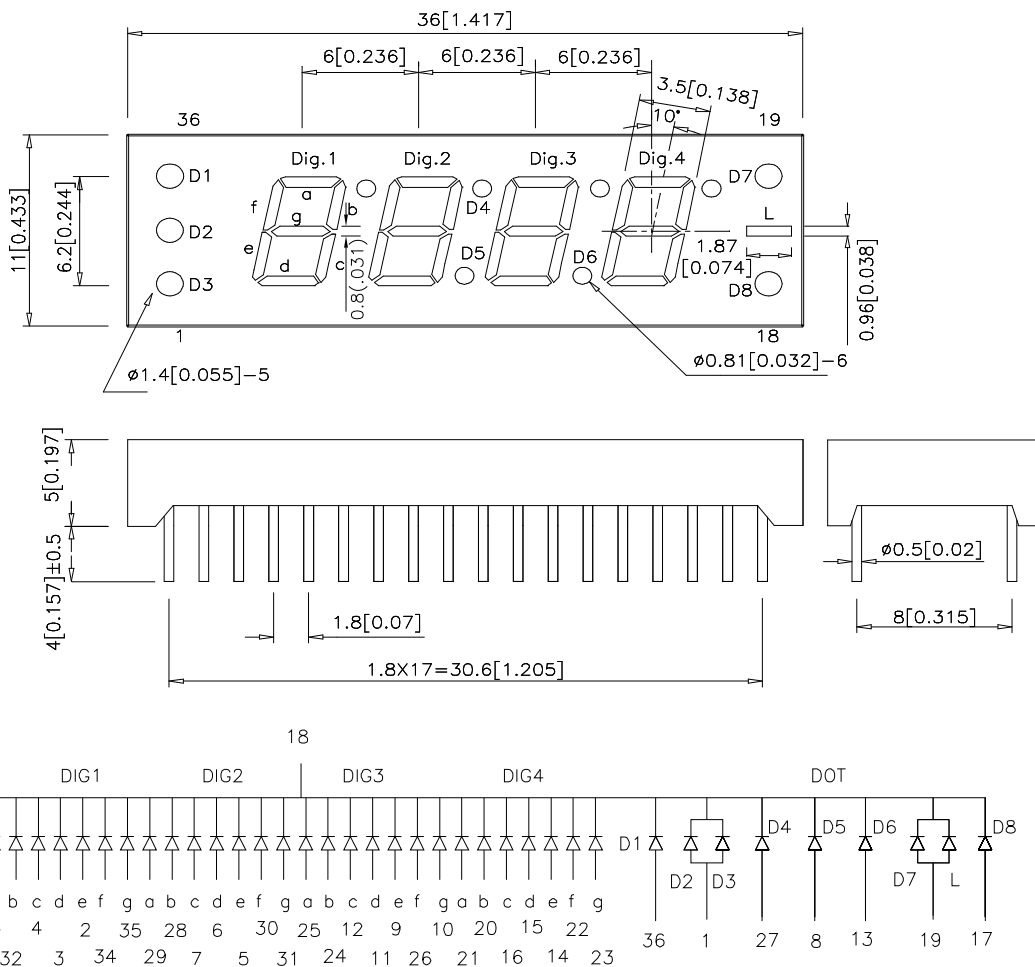 36[1.417]
6[0.236] 6[0.236] 6[0.236]
3.5[0.138]
10°
36 19
Dig.1 Dig.2 Dig.3 Dig.4
D1 D7
a
f b D4 L
g
D2
11[0.433]
6.2[0.244]
e D5 D6 1.87
[0.074]
d c
D3 D8
0.8(.031)
0.96[0.038]
1 18
ø1.4[0.055]-5
ø0.81[0.032]-6
5[0.197]
4[0.157]±0.5
ø0.5[0.02]
1.8[0.07]
8[0.315]
1.8X17=30.6[1.205]
18
DIG1 DIG2 DIG3 DIG4 DOT
D1 D4 D5 D6 D8
D2 D3 D7 L
b c d e f g a b c d e f g a b c d e f g a b c d e f g
4 2 35 28 6 30 25 12 9 10 20 15 22
36 1 27 8 13 19 17
32 3 34 29 7 5 31 24 11 26 21 16 14 23